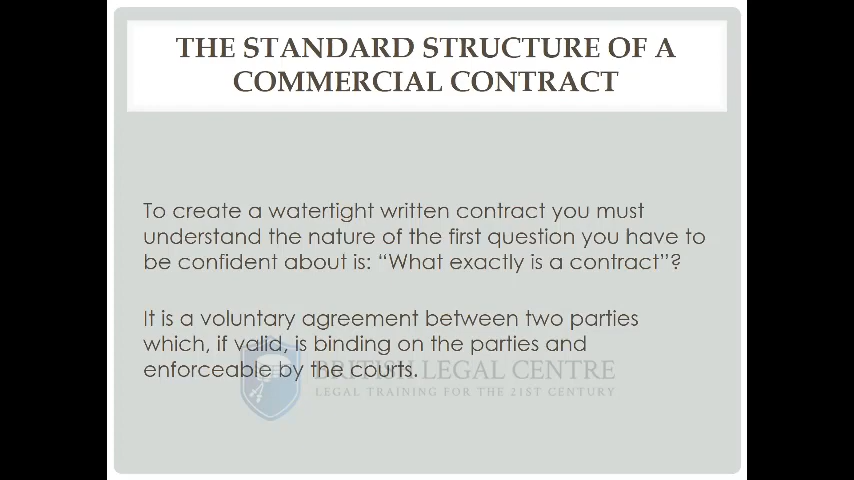 THE STANDARD STRUCTURE OF A
COMMERCIAL CONTRACT
To create a watertight written contract you must
understand the nature of the first question you have to
be confident about is: “What exactly is a contract”?
It is a voluntary agreement between two parties
which, if valid, is binding on the parties and
enforceable by the courts.
BRITISH LEGAL CENTRE
LEGAL TRAINING FOR THE 21ST CENTURY